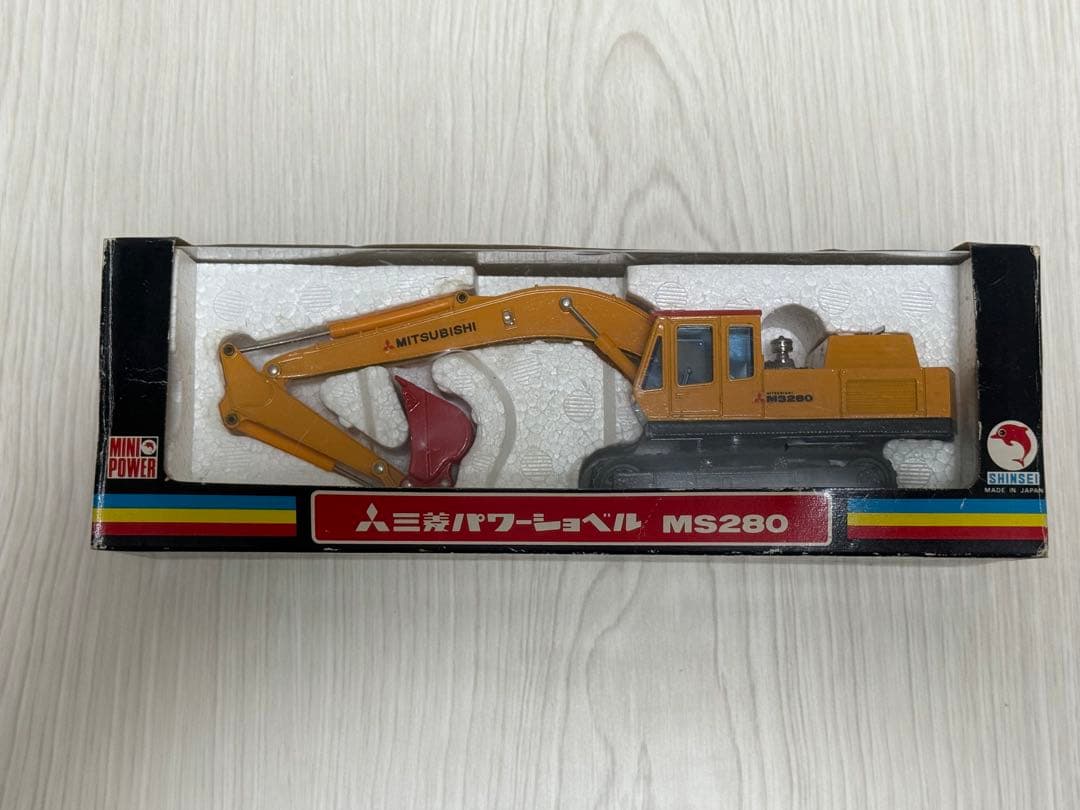 MITSUBISHI
MITSUBISHI
MS280
MINI
POWER
SHINSEI
MADE IN JAPAN
三菱パワーショベル MS280